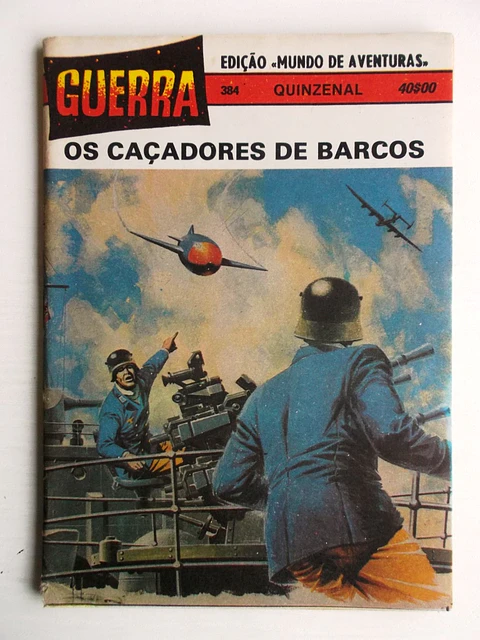 GUERRA
EDIÇÃO «MUNDO DE AVENTURAS»
384 QUINZENAL 40$00
OS CAÇADORES DE BARCOS